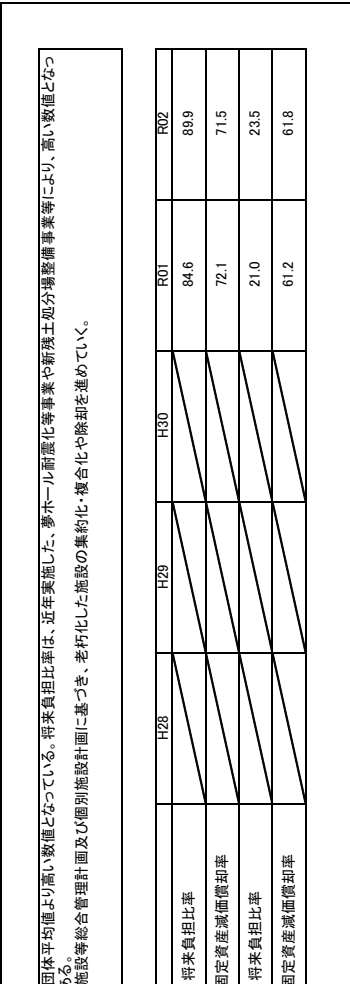 団体平均値より高い数値となっている。将来負担比率は、近年実施した、夢ホール耐震化等事業や新残土処分場整備事業等により、高い数値となっ
ある。
施設等総合管理計画及び個別施設計画に基づき、老朽化した施設の集約化・複合化や除却を進めていく。
H28 H29 H30 R01 R02
将来負担比率 84.6 89.9
固定資産減価償却率 72.1 71.5
将来負担比率 21.0 23.5
固定資産減価償却率 61.2 61.8